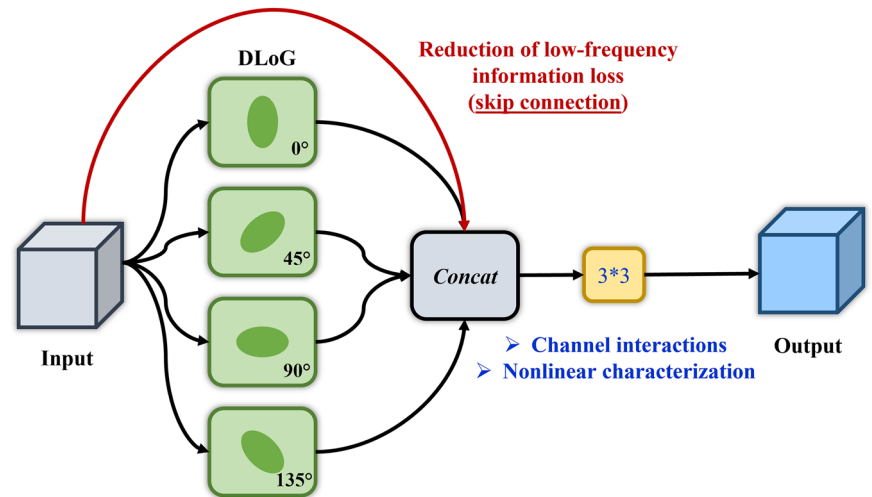 DLoG
Reduction of low-frequency
information loss
(skip connection)
0°
45°
Concat
3*3
90°
Input
Output
➢ Channel interactions
➢ Nonlinear characterization
135°